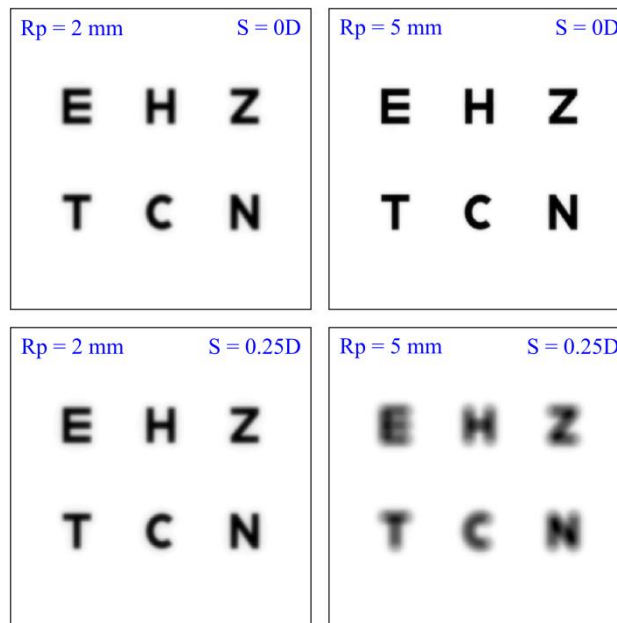 Rp = 2 mm S = 0D
E H Z
T C N
Rp = 5 mm S = 0D
E H Z
T C N
Rp = 2 mm S = 0.25D
E H Z
T C N
Rp = 5 mm S = 0.25D
E H Z
T C N